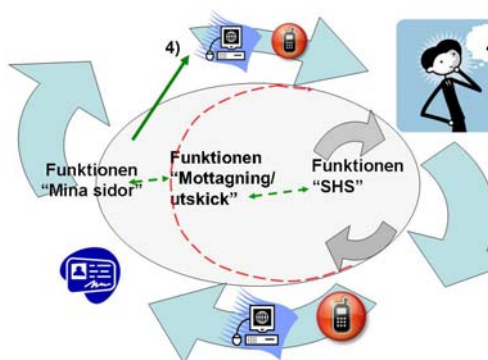 4)
Funktionen
“Mina sidor”
Funktionen
“Mottagning/
utskick”
Funktionen
“SHS”